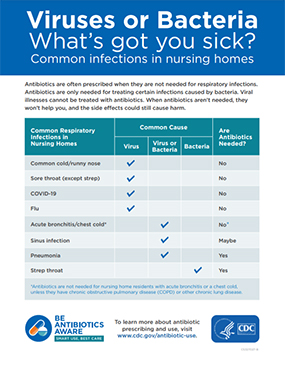 Viruses or Bacteria
What's got you sick?
Common infections in nursing homes
Antibiotics are often prescribed when they are not needed for respiratory infections.
Antibiotics are only needed for treating certain infections caused by bacteria. Viral
illnesses cannot be treated with antibiotics. When antibiotics aren't needed, they
won't help you, and the side effects could still cause harm.
Common Respiratory Infections in Nursing Homes
Common Cause
Are Antibiotics Needed?
Virus
Virus or Bacteria
Bacteria
Common cold/runny nose ✓ No
Sore throat (except strep) ✓ No
COVID-19 ✓ No
Flu ✓ No
Acute bronchitis/chest cold* ✓ No*
Sinus infection ✓ Maybe
Pneumonia ✓ Yes
Strep throat ✓ Yes
*Antibiotics are not needed for nursing home residents with acute bronchitis or a chest cold,
unless they have chronic obstructive pulmonary disease (COPD) or other chronic lung disease.
BE
ANTIBIOTICS
AWARE
SMART USE, BEST CARE
To learn more about antibiotic
prescribing and use, visit
www.cdc.gov/antibiotic-use.
CDC